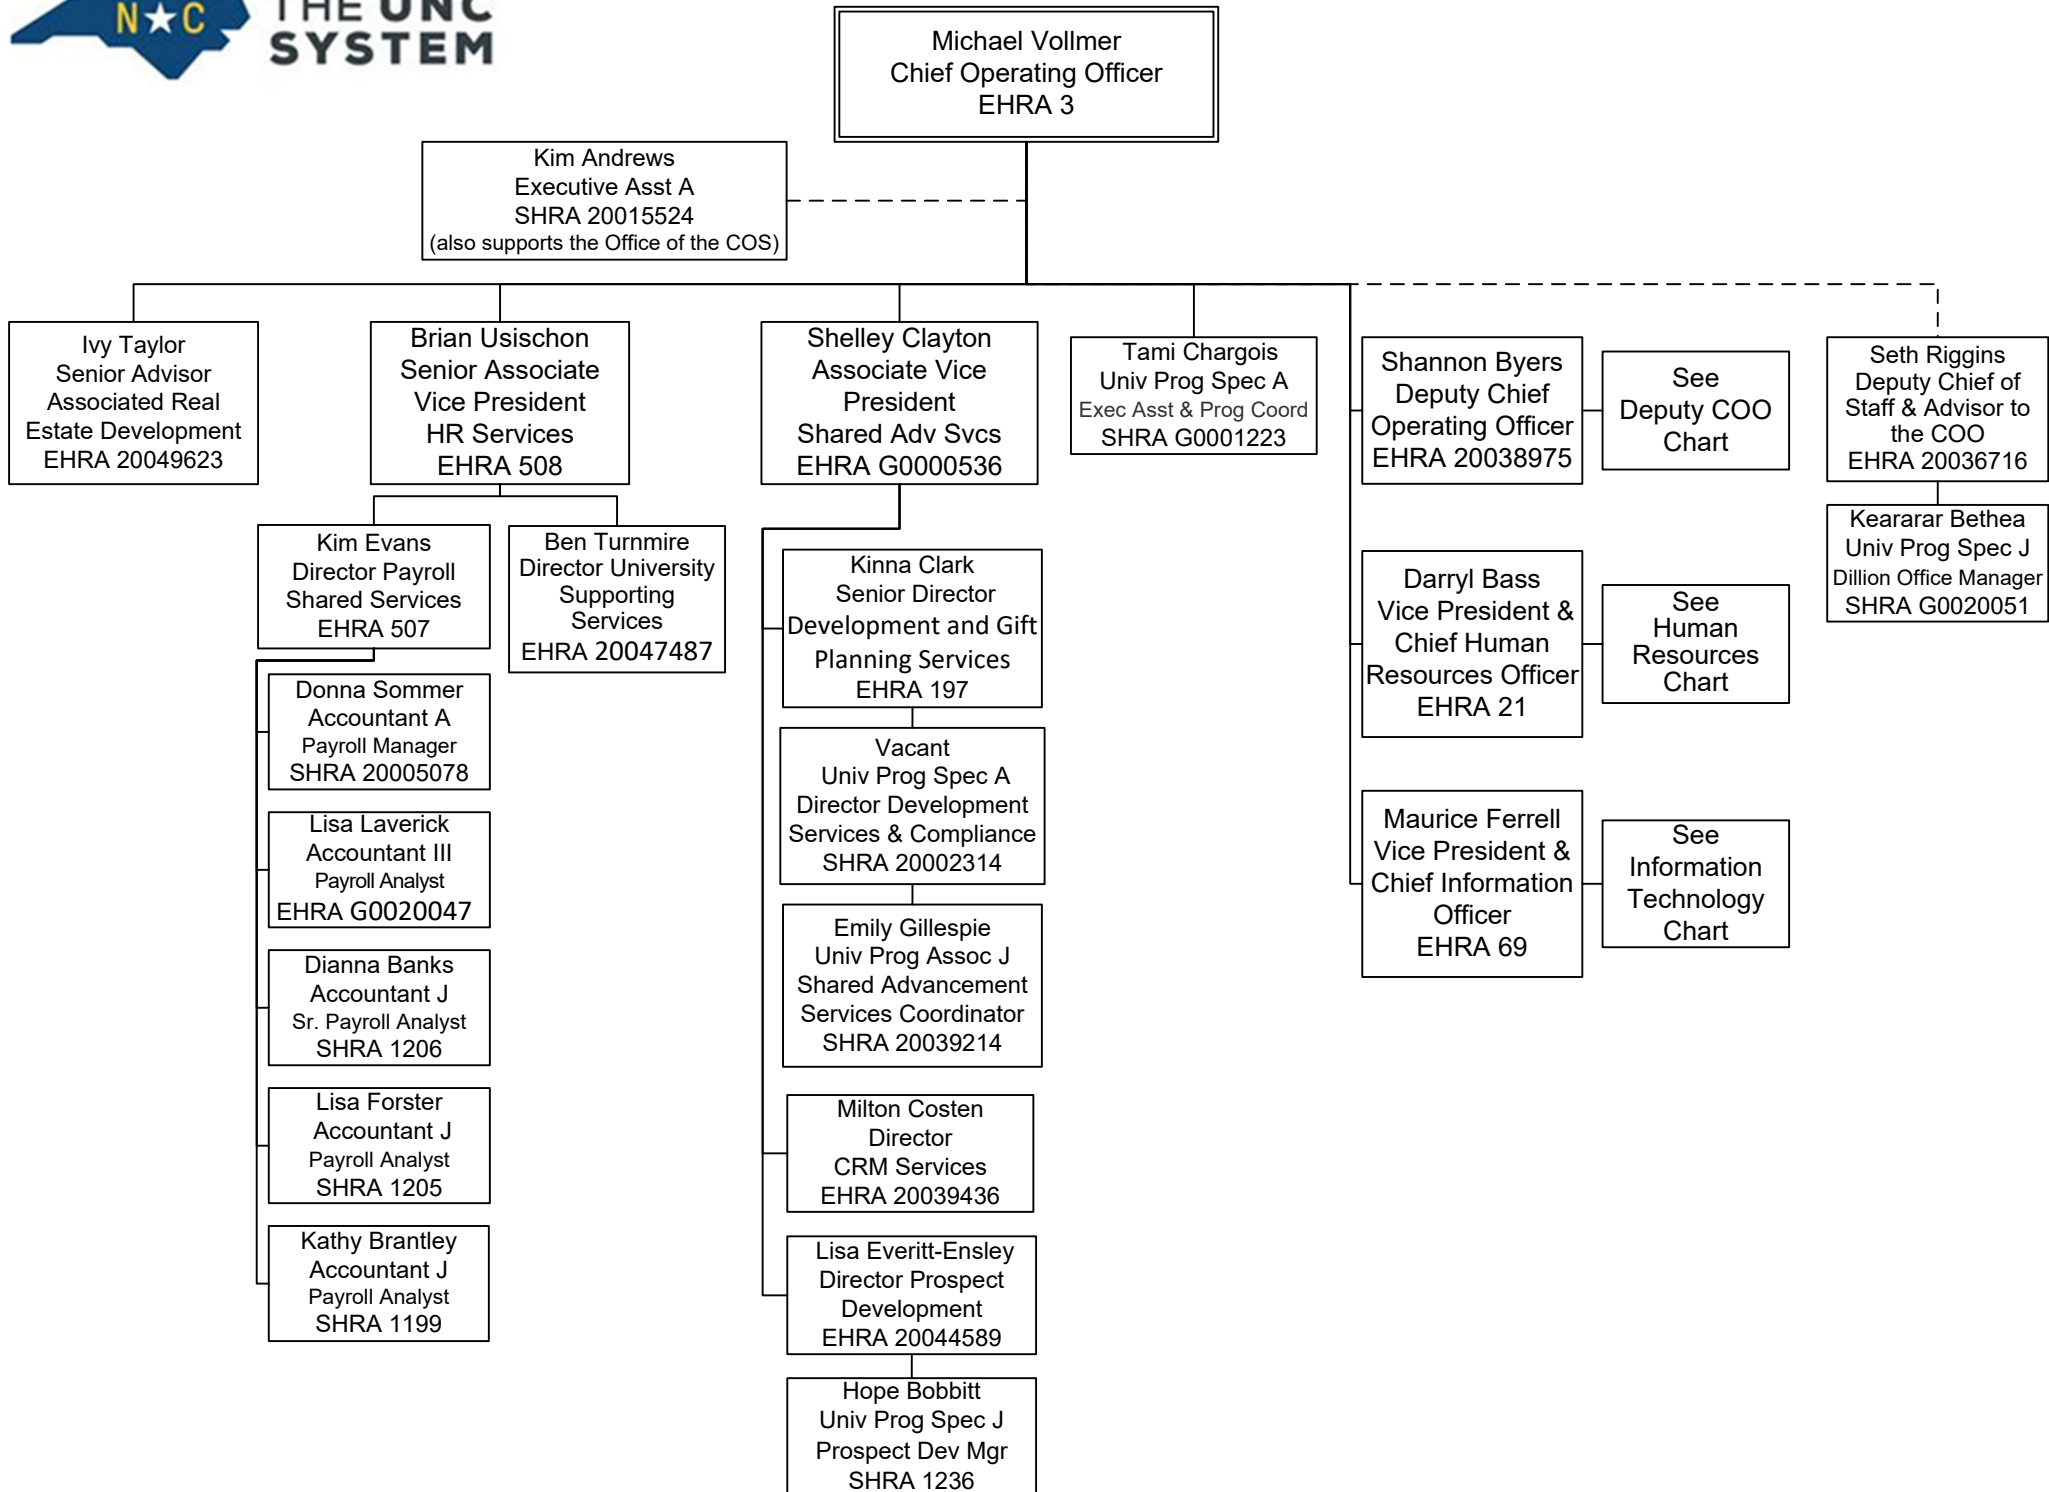 N★C
THE UNC
SYSTEM
Michael Vollmer
Chief Operating Officer
EHRA 3
Kim Andrews
Executive Asst A
SHRA 20015524
(also supports the Office of the COS)
Ivy Taylor
Senior Advisor
Associated Real
Estate Development
EHRA 20049623
Brian Usischon
Senior Associate
Vice President
HR Services
EHRA 508
Shelley Clayton
Associate Vice
President
Shared Adv Svcs
EHRA G0000536
Tami Chargois
Univ Prog Spec A
Exec Asst & Prog Coord
SHRA G0001223
Shannon Byers
Deputy Chief
Operating Officer
EHRA 20038975
See
Deputy COO
Chart
Seth Riggins
Deputy Chief of
Staff & Advisor to
the COO
EHRA 20036716
Kearar​ar Bethea
Univ Prog Spec J
Dillion Office Manager
SHRA G0020051
Kim Evans
Director Payroll
Shared Services
EHRA 507
Ben Turnmire
Director University
Supporting
Services
EHRA 20047487
Donna Sommer
Accountant A
Payroll Manager
SHRA 20005078
Lisa Laverick
Accountant III
Payroll Analyst
EHRA G0020047
Dianna Banks
Accountant J
Sr. Payroll Analyst
SHRA 1206
Lisa Forster
Accountant J
Payroll Analyst
SHRA 1205
Kathy Brantley
Accountant J
Payroll Analyst
SHRA 1199
Kinna Clark
Senior Director
Development and Gift
Planning Services
EHRA 197
Vacant
Univ Prog Spec A
Director Development
Services & Compliance
SHRA 20002314
Emily Gillespie
Univ Prog Assoc J
Shared Advancement
Services Coordinator
SHRA 20039214
Milton Costen
Director
CRM Services
EHRA 20039436
Lisa Everitt-Ensley
Director Prospect
Development
EHRA 20044589
Hope Bobbitt
Univ Prog Spec J
Prospect Dev Mgr
SHRA 1236
Darryl Bass
Vice President &
Chief Human
Resources Officer
EHRA 21
See
Human
Resources
Chart
Maurice Ferrell
Vice President &
Chief Information
Officer
EHRA 69
See
Information
Technology
Chart